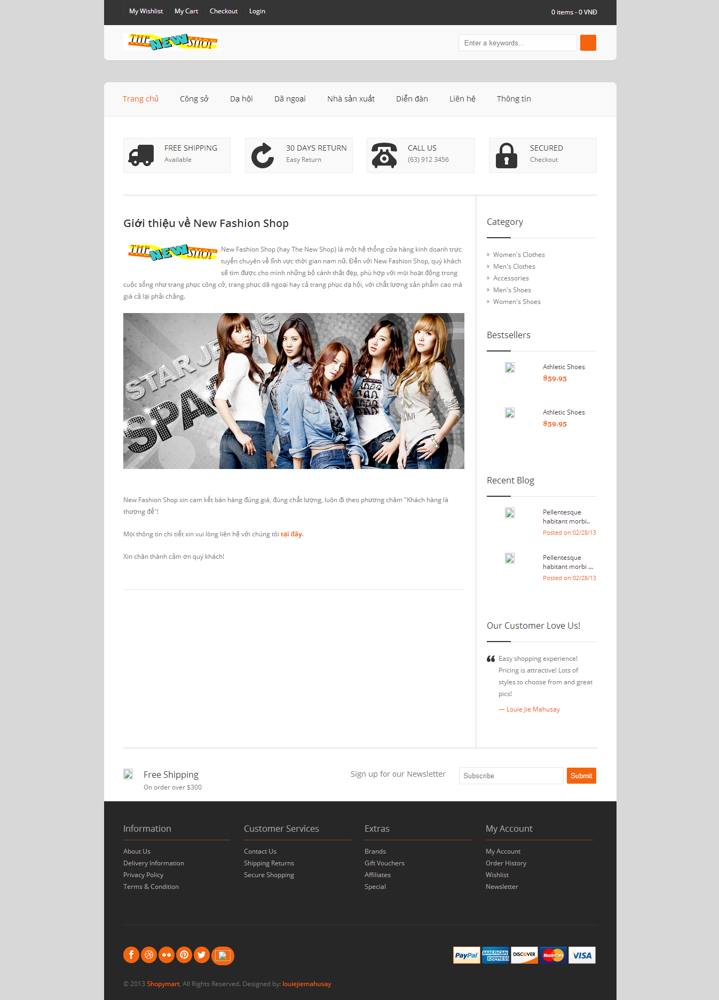 My Wishlist
My Cart
Checkout
Login
0 items - 0 VNĐ
THE NEW SHOP
Enter a keywords...
Trang chủ
Công sở
Dạ hội
Dã ngoại
Nhà sản xuất
Diễn đàn
Liên hệ
Thông tin
FREE SHIPPING
Available
30 DAYS RETURN
Easy Return
CALL US
(63) 912 3456
SECURED
Checkout
Giới thiệu về New Fashion Shop
THE NEW SHOP
New Fashion Shop (hay The New Shop) là một hệ thống cửa hàng kinh doanh trực
tuyến chuyên về lĩnh vực thời gian nam nữ. Đến với New Fashion Shop, quý khách
sẽ tìm được cho mình những bộ cánh thật đẹp, phù hợp với mọi hoạt động trong
cuộc sống như trang phục công cở, trang phục dã ngoại hay cả trang phục dạ hội, với chất lượng sản phẩm cao mà
giá cả lại phải chăng.
STAR JEANS
SPAO
New Fashion Shop xin cam kết bán hàng đúng giá, đúng chất lượng, luôn đi theo phương châm "Khách hàng là
thượng đế"!
Mọi thông tin chi tiết xin vui lòng liên hệ với chúng tôi tại đây.
Xin chân thành cảm ơn quý khách!
Category
Women's Clothes
Men's Clothes
Accessories
Men's Shoes
Women's Shoes
Bestsellers
Athletic Shoes
$59.95
Athletic Shoes
$59.95
Recent Blog
Pellentesque
habitant morbi..
Posted on:02/28/13
Pellentesque
habitant morbi ...
Posted on:02/28/13
Our Customer Love Us!
Easy shopping experience!
Pricing is attractive! Lots of
styles to choose from and great
pics!
— Louie Jie Mahusay
Free Shipping
On order over $300
Sign up for our Newsletter
Subscribe
Submit
Information
About Us
Delivery Information
Privacy Policy
Terms & Condition
Customer Services
Contact Us
Shipping Returns
Secure Shopping
Extras
Brands
Gift Vouchers
Affiliates
Special
My Account
My Account
Order History
Wishlist
Newsletter
PayPal
AMERICAN EXPRESS
DISCOVER
MasterCard
VISA
© 2013 Shopymart, All Rights Reserved. Designed by: louiejiemahusay